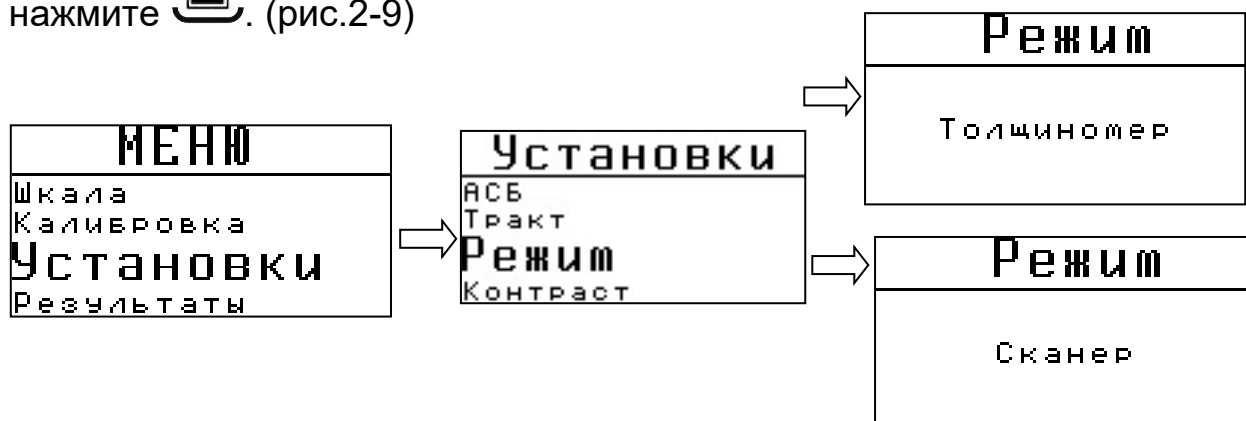 нажмите . (рис.2-9)
МЕНЮ
Шкала
Калибровка
Установки
Результаты
Установки
АСБ
Тракт
Режим
Контраст
Режим
Толщиномер
Режим
Сканер